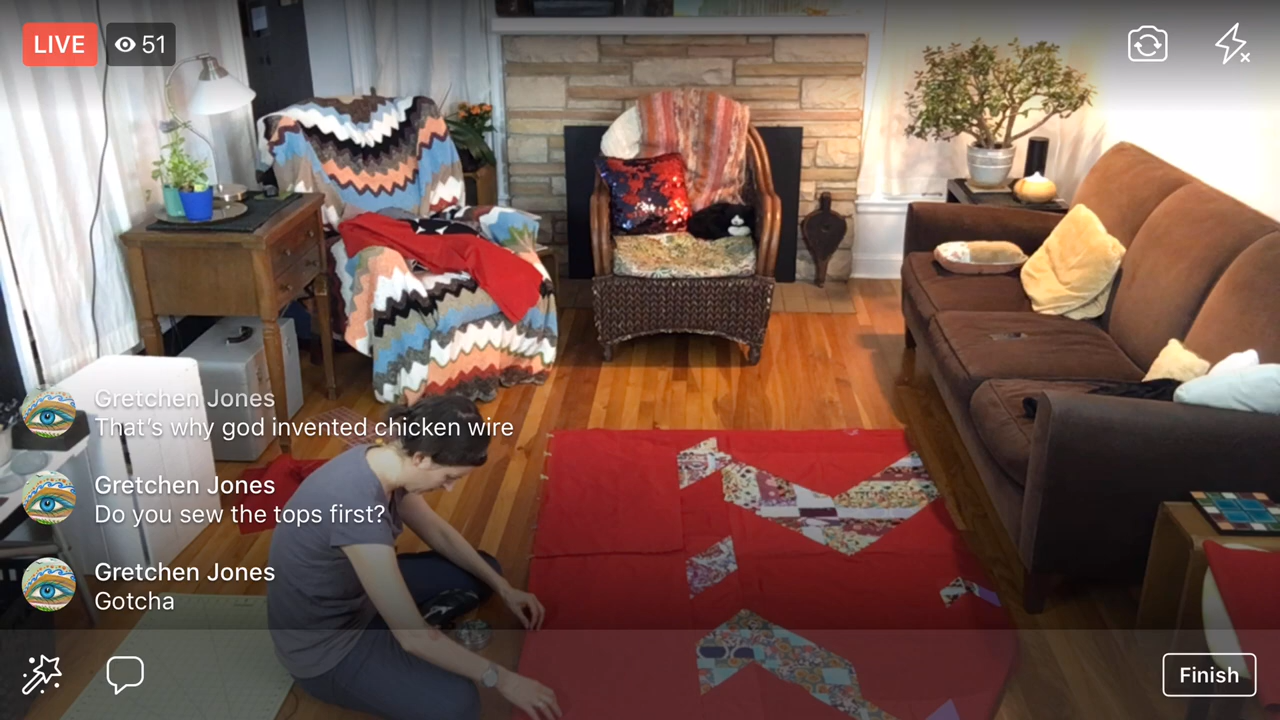 LIVE
51
Gretchen Jones
That's why god invented chicken wire
Gretchen Jones
Do you sew the tops first?
Gretchen Jones
Gotcha
Finish